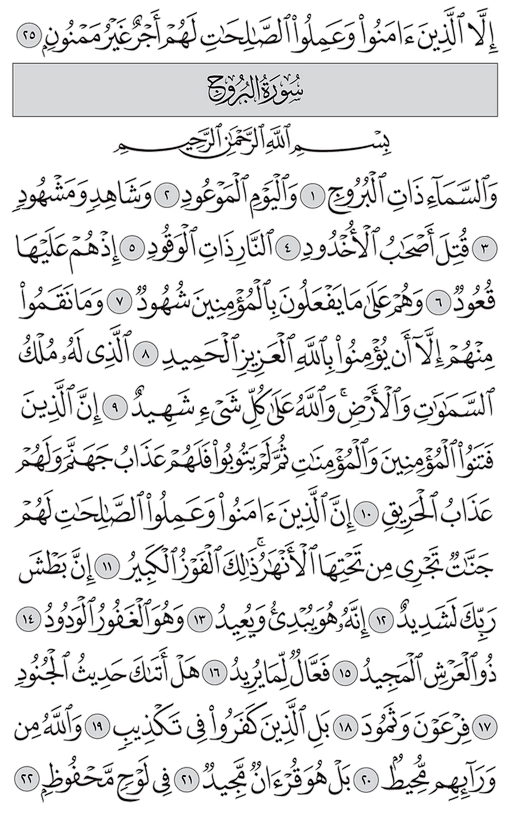 إِلَّا ٱلَّذِينَ ءَامَنُوا۟ وَعَمِلُوا۟ ٱلصَّـٰلِحَـٰتِ لَهُمْ أَجْرٌ غَيْرُ مَمْنُونٍۭ ٢٥
سُورَةُ الْبُرُوجِ
بِسْمِ ٱللَّهِ ٱلرَّحْمَـٰنِ ٱلرَّحِيمِ
وَٱلسَّمَآءِ ذَاتِ ٱلْبُرُوجِ ١ وَٱلْيَوْمِ ٱلْمَوْعُودِ ٢ وَشَاهِدٍ وَمَشْهُودٍ
٣ قُتِلَ أَصْحَـٰبُ ٱلْأُخْدُودِ ٤ ٱلنَّارِ ذَاتِ ٱلْوَقُودِ ٥ إِذْ هُمْ عَلَيْهَا
قُعُودٌ ٦ وَهُمْ عَلَىٰ مَا يَفْعَلُونَ بِٱلْمُؤْمِنِينَ شُهُودٌ ٧ وَمَا نَقَمُوا۟
مِنْهُمْ إِلَّآ أَن يُؤْمِنُوا۟ بِٱللَّهِ ٱلْعَزِيزِ ٱلْحَمِيدِ ٨ ٱلَّذِى لَهُۥ مُلْكُ
ٱلسَّمَـٰوَٰتِ وَٱلْأَرْضِ ۚ وَٱللَّهُ عَلَىٰ كُلِّ شَىْءٍ شَهِيدٌ ٩ إِنَّ ٱلَّذِينَ
فَتَنُوا۟ ٱلْمُؤْمِنِينَ وَٱلْمُؤْمِنَـٰتِ ثُمَّ لَمْ يَتُوبُوا۟ فَلَهُمْ عَذَابُ جَهَنَّمَ وَلَهُمْ
عَذَابُ ٱلْحَرِيقِ ١٠ إِنَّ ٱلَّذِينَ ءَامَنُوا۟ وَعَمِلُوا۟ ٱلصَّـٰلِحَـٰتِ لَهُمْ
جَنَّـٰتٌ تَجْرِى مِن تَحْتِهَا ٱلْأَنْهَـٰرُ ۚ ذَٰلِكَ ٱلْفَوْزُ ٱلْكَبِيرُ ١١ إِنَّ بَطْشَ
رَبِّكَ لَشَدِيدٌ ١٢ إِنَّهُۥ هُوَ يُبْدِئُ وَيُعِيدُ ١٣ وَهُوَ ٱلْغَفُورُ ٱلْوَدُودُ ١٤
ذُو ٱلْعَرْشِ ٱلْمَجِيدُ ١٥ فَعَّالٌ لِّمَا يُرِيدُ ١٦ هَلْ أَتَىٰكَ حَدِيثُ ٱلْجُنُودِ
١٧ فِرْعَوْنَ وَثَمُودَ ١٨ بَلِ ٱلَّذِينَ كَفَرُوا۟ فِى تَكْذِيبٍ ١٩ وَٱللَّهُ مِن
وَرَآئِهِم مُّحِيطٌۢ ٢٠ بَلْ هُوَ قُرْءَانٌ مَّجِيدٌ ٢١ فِى لَوْحٍ مَّحْفُوظٍۭ ٢٢